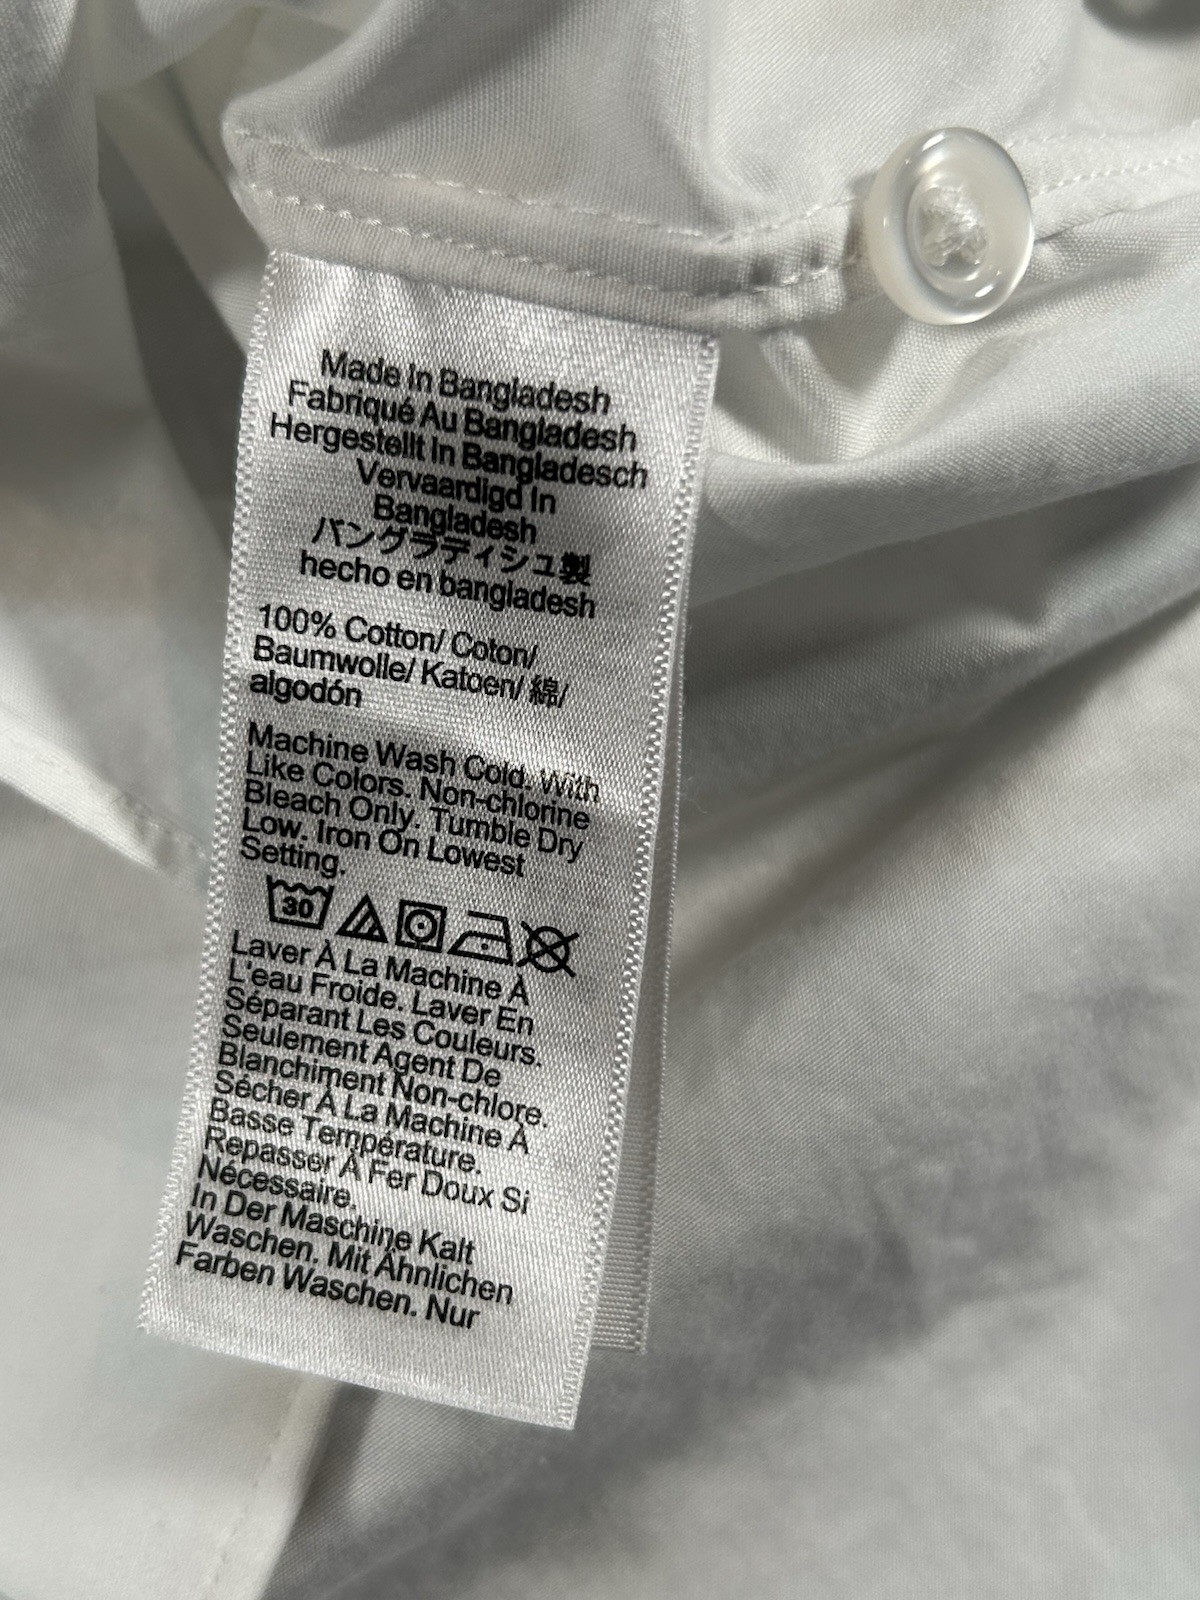 Made In Bangladesh
Fabriqué Au Bangladesh
Hergestellt In Bangladesch
Vervaardigd In
Bangladesh
バングラディシュ製
hecho en bangladesh
100% Cotton/ Coton/
Baumwolle/ Katoen/ 綿/
algodón
Machine Wash Cold. With
Like Colors. Non-chlorine
Bleach Only. Tumble Dry
Low. Iron On Lowest
Setting.
30
Laver À La Machine À
L'eau Froide. Laver En
Séparant Les Couleurs.
Seulement Agent De
Blanchiment Non-chlore.
Sécher À La Machine À
Basse Température.
Repasser À Fer Doux Si
Nécessaire.
In Der Maschine Kalt
Waschen. Mit Ähnlichen
Farben Waschen. Nur